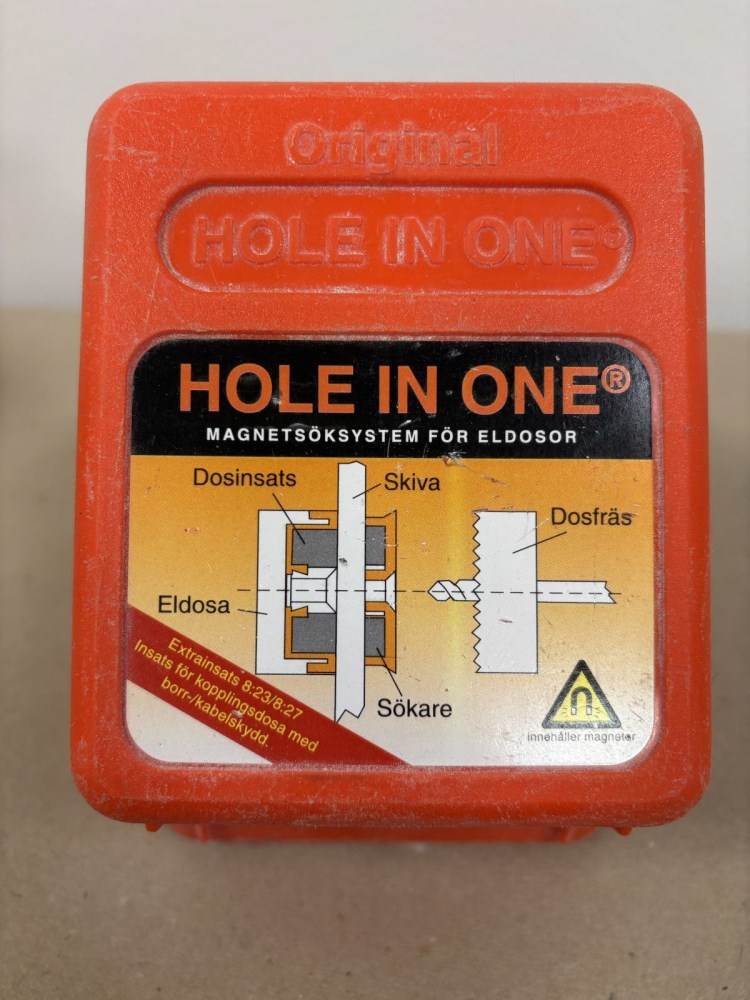 Original
HOLE IN ONE®
HOLE IN ONE®
MAGNETSÖKSYSTEM FÖR ELDOSOR
Dosinsats
Skiva
Dosfräs
Eldosa
Sökare
Extrainsats 8:23/8:27
Insats för kopplingsdosa med
borr-/kabelskydd.
innehåller magneter